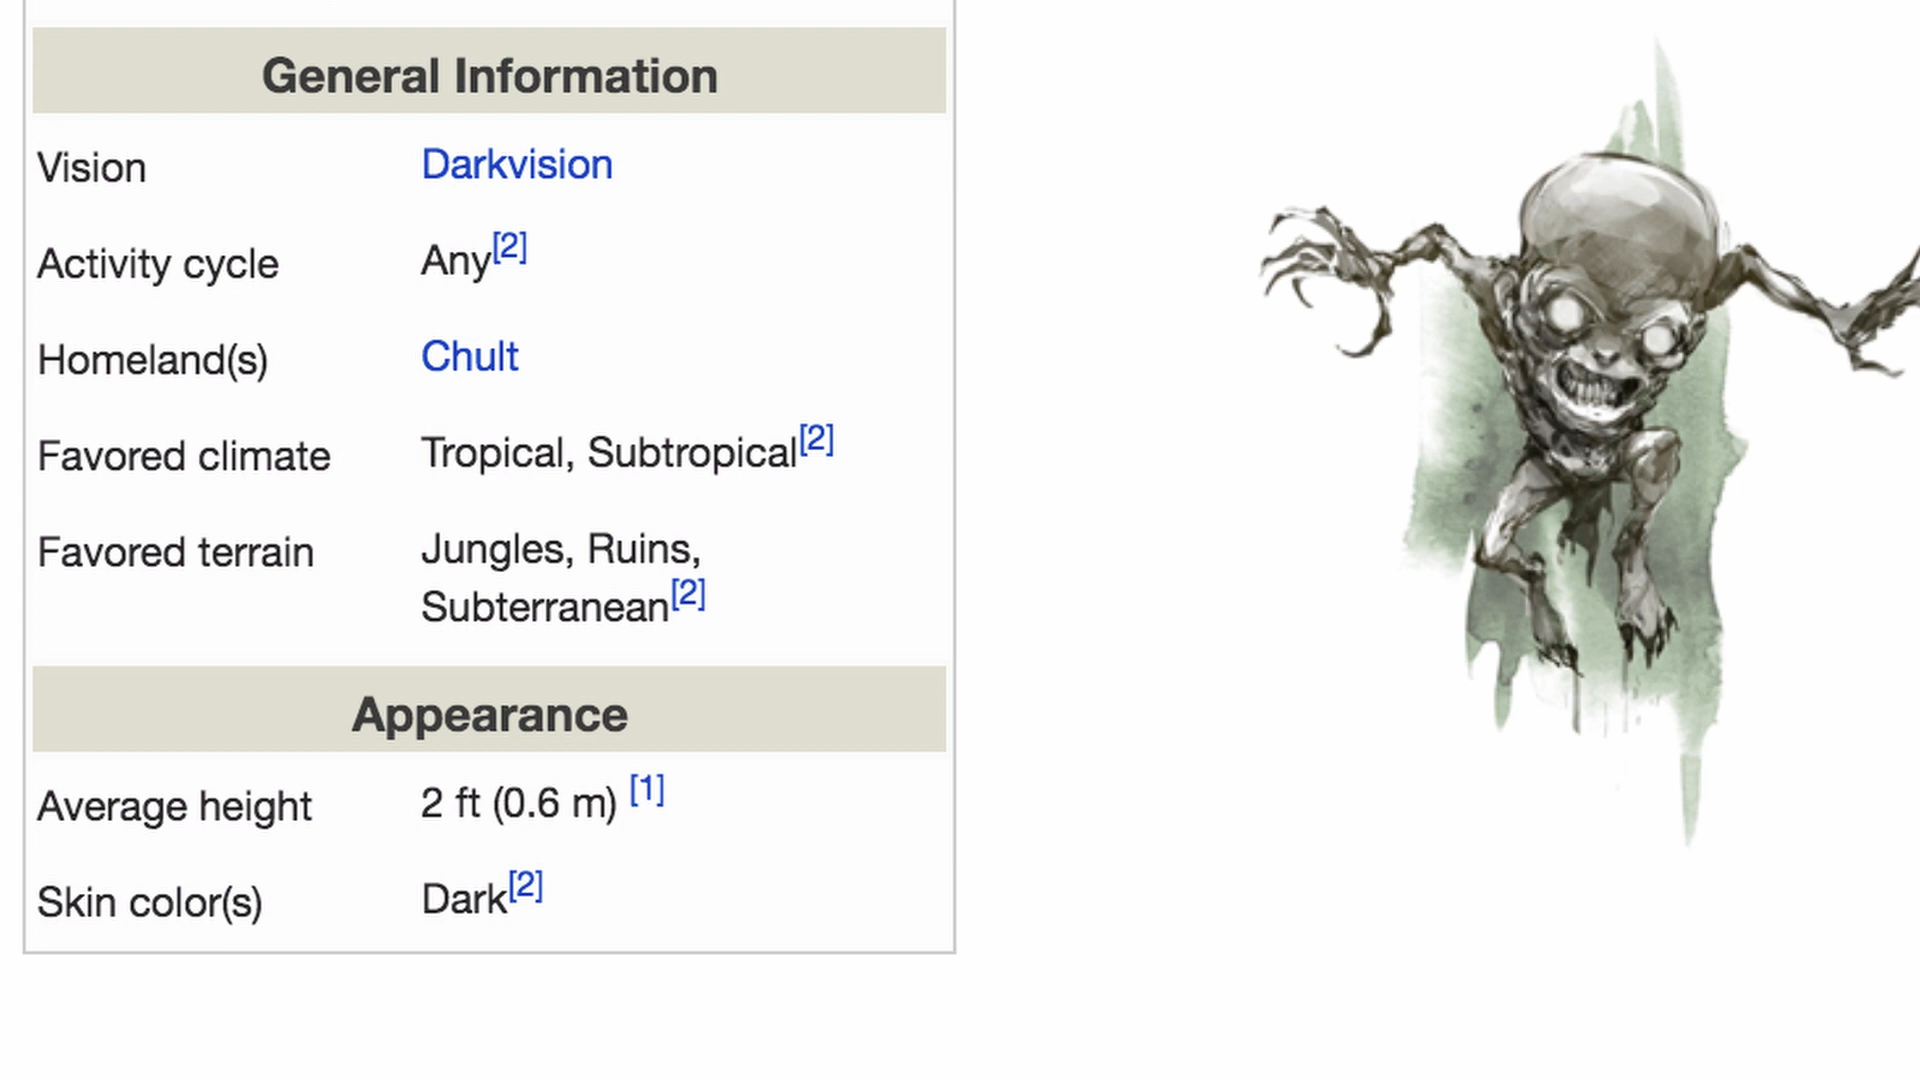 General Information
Vision Darkvision
Activity cycle Any[2]
Homeland(s) Chult
Favored climate Tropical, Subtropical[2]
Favored terrain Jungles, Ruins,
Subterranean[2]
Appearance
Average height 2 ft (0.6 m) [1]
Skin color(s) Dark[2]